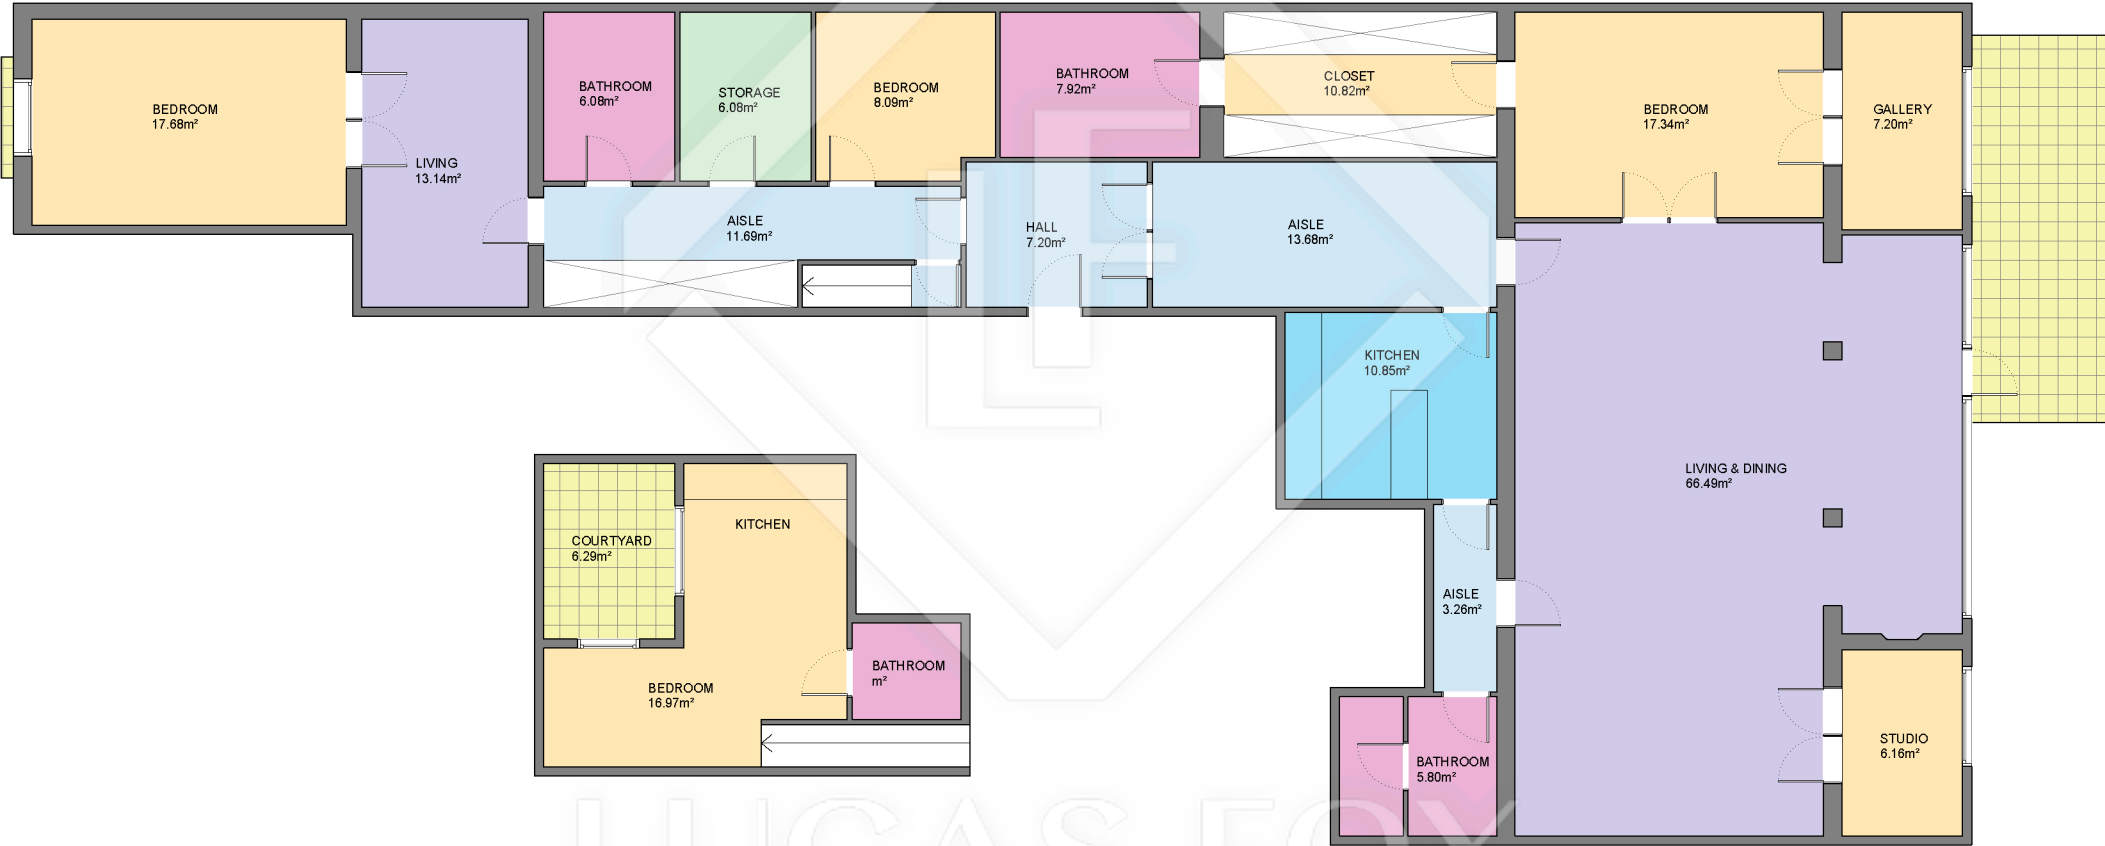 BEDROOM
17.68m²
LIVING
13.14m²
BATHROOM
6.08m²
STORAGE
6.08m²
BEDROOM
8.09m²
BATHROOM
7.92m²
CLOSET
10.82m²
BEDROOM
17.34m²
GALLERY
7.20m²
AISLE
11.69m²
HALL
7.20m²
AISLE
13.68m²
KITCHEN
10.85m²
LIVING & DINING
66.49m²
COURTYARD
6.29m²
KITCHEN
BEDROOM
16.97m²
BATHROOM
m²
AISLE
3.26m²
BATHROOM
5.80m²
STUDIO
6.16m²
LF
LUCAS FOX